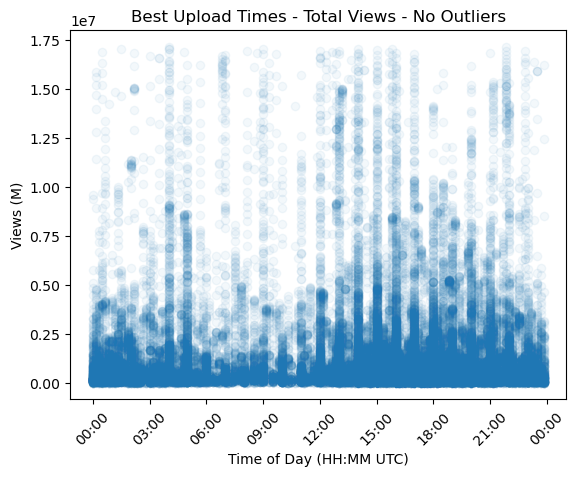 Best Upload Times - Total Views - No Outliers
1e7
1.75
1.50
1.25
1.00
0.75
0.50
0.25
0.00
Views (M)
00:00 03:00 06:00 09:00 12:00 15:00 18:00 21:00 00:00
Time of Day (HH:MM UTC)